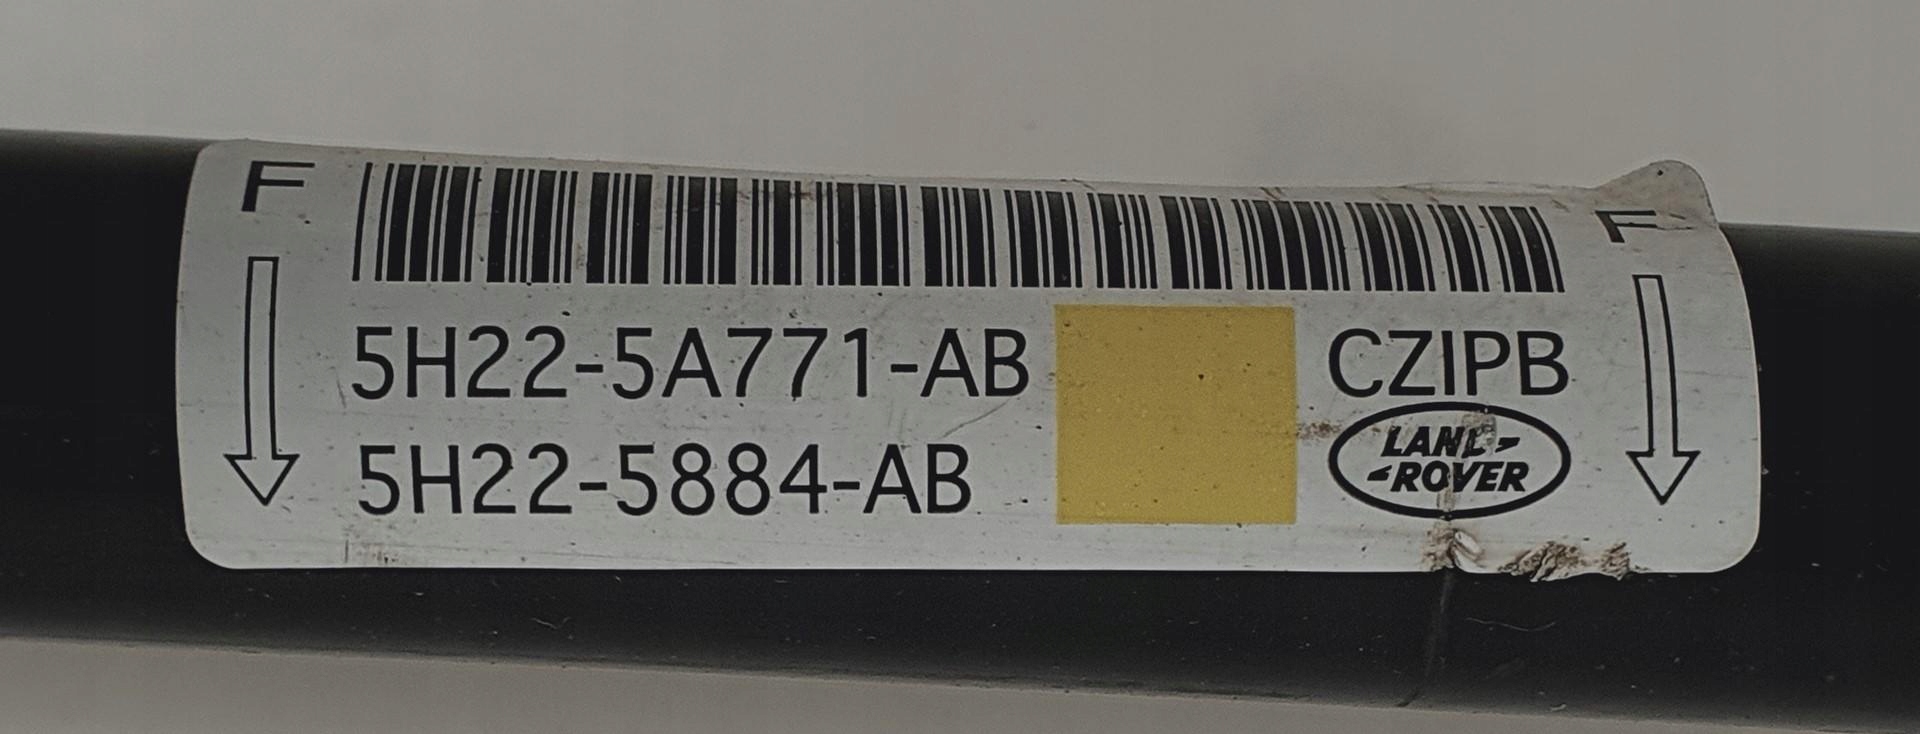 F
F
5H22-5A771-AB
CZIPB
5H22-5884-AB
LAND-
-ROVER